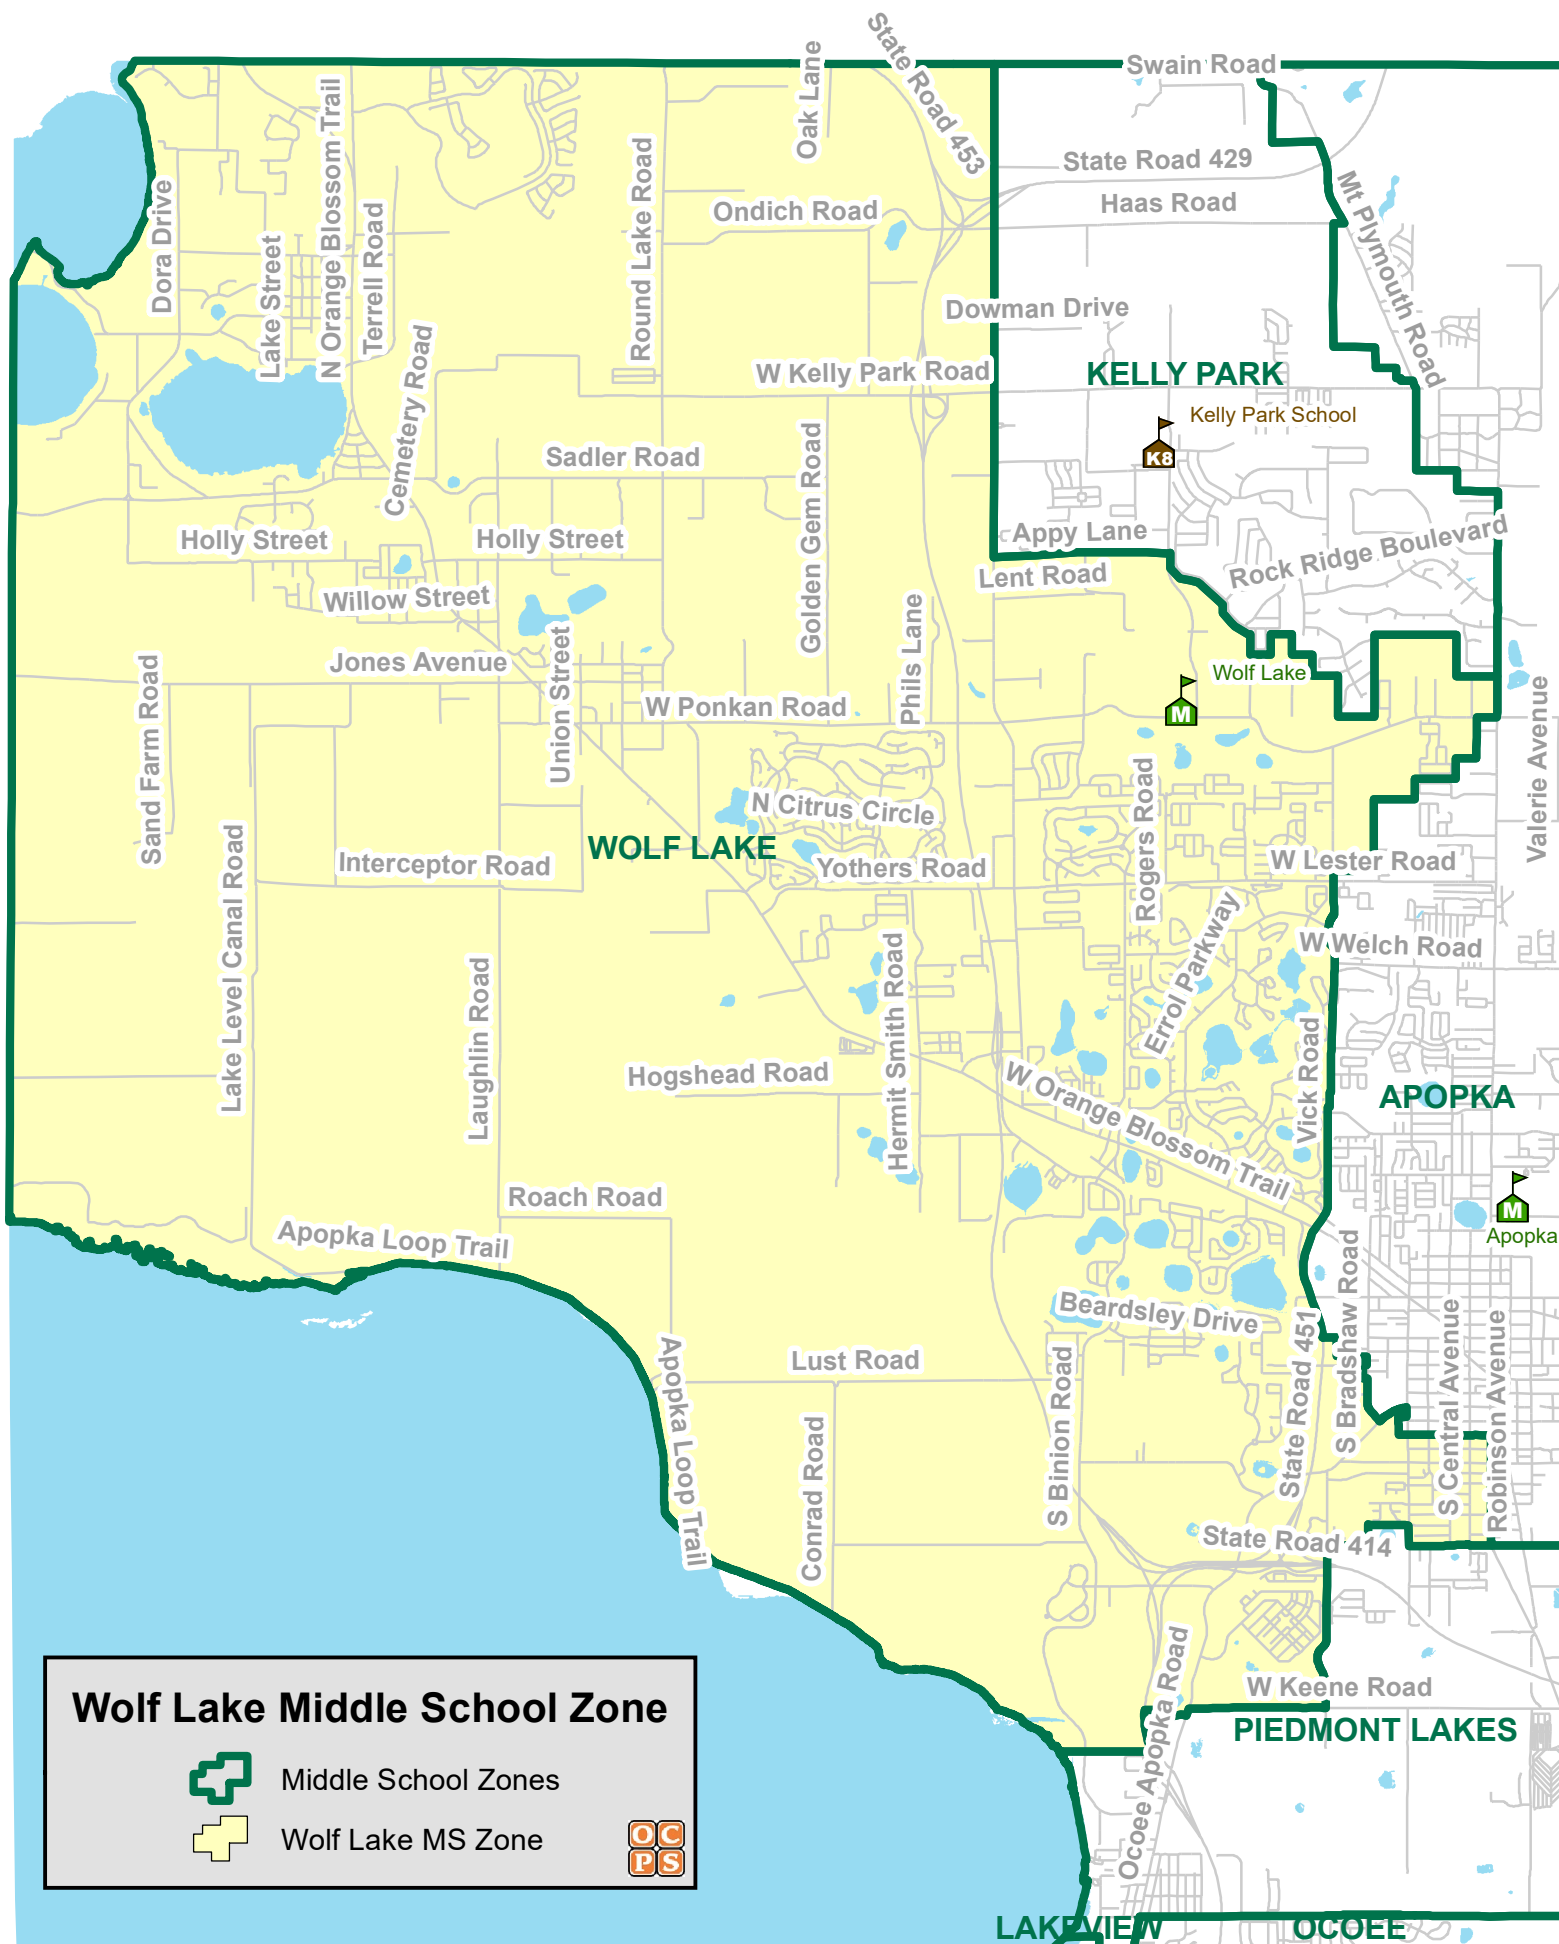 State Road 453
Oak Lane
Swain Road
N Orange Blossom Trail
Round Lake Road
State Road 429
Haas Road
Mt Plymouth Road
Dora Drive
Terrell Road
Lake Street
Ondich Road
Dowman Drive
Cemetery Road
W Kelly Park Road
KELLY PARK
Kelly Park School
K8
Sadler Road
Golden Gem Road
Holly Street
Holly Street
Appy Lane
Rock Ridge Boulevard
Lent Road
Willow Street
Phils Lane
Union Street
Jones Avenue
Sand Farm Road
Wolf Lake
M
W Ponkan Road
Valerie Avenue
Rogers Road
N Citrus Circle
WOLF LAKE
Lake Level Canal Road
Interceptor Road
Yothers Road
W Lester Road
Errol Parkway
W Welch Road
Hermit Smith Road
Laughlin Road
Vick Road
Hogshead Road
W Orange Blossom Trail
APOPKA
M
Apopka
Roach Road
Apopka Loop Trail
S Bradshaw Road
Beardsley Drive
State Road 451
S Central Avenue
Robinson Avenue
Apopka Loop Trail
Lust Road
S Binion Road
Conrad Road
State Road 414
Ocoee Apopka Road
W Keene Road
PIEDMONT LAKES
Wolf Lake Middle School Zone
Middle School Zones
Wolf Lake MS Zone
OC
PS
LAKEVIEW
OCOEE